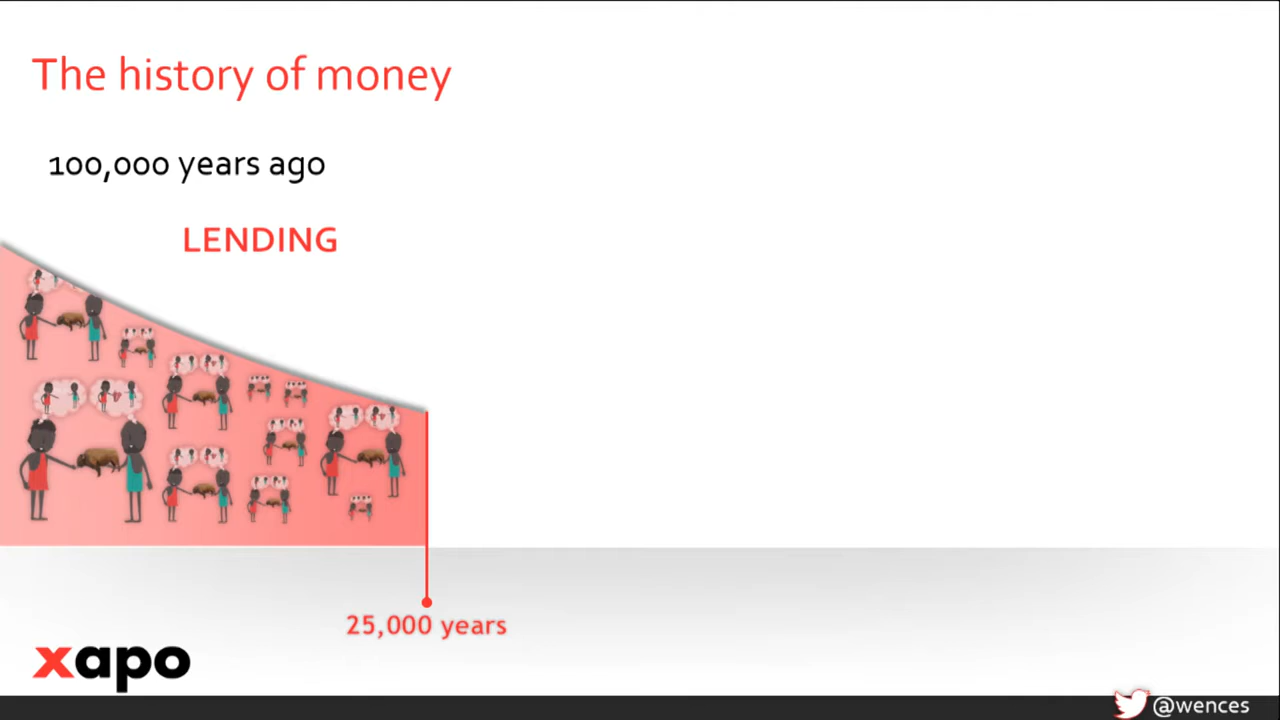 The history of money
100,000 years ago
LENDING
25,000 years
xapo
@wences